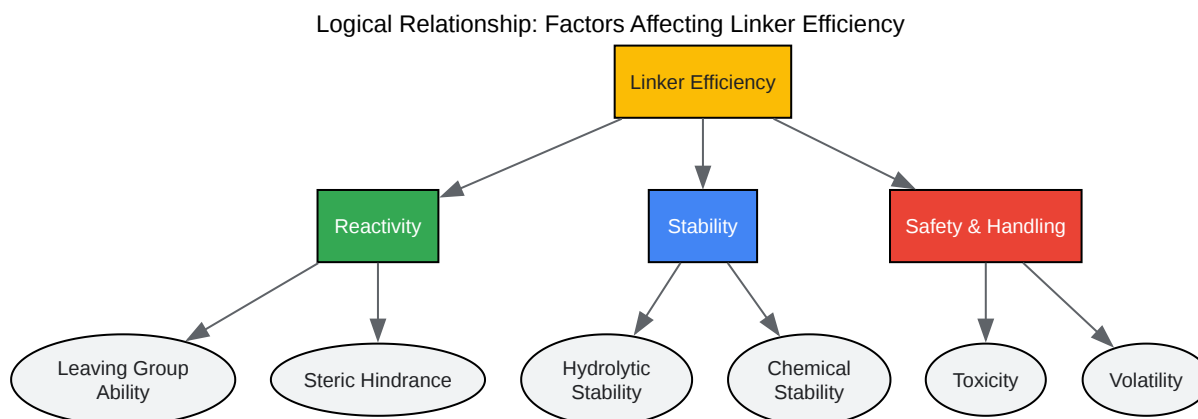 Logical Relationship: Factors Affecting Linker Efficiency
Linker Efficiency
Reactivity
Stability
Safety & Handling
Leaving Group
Ability
Steric Hindrance
Hydrolytic
Stability
Chemical
Stability
Toxicity
Volatility